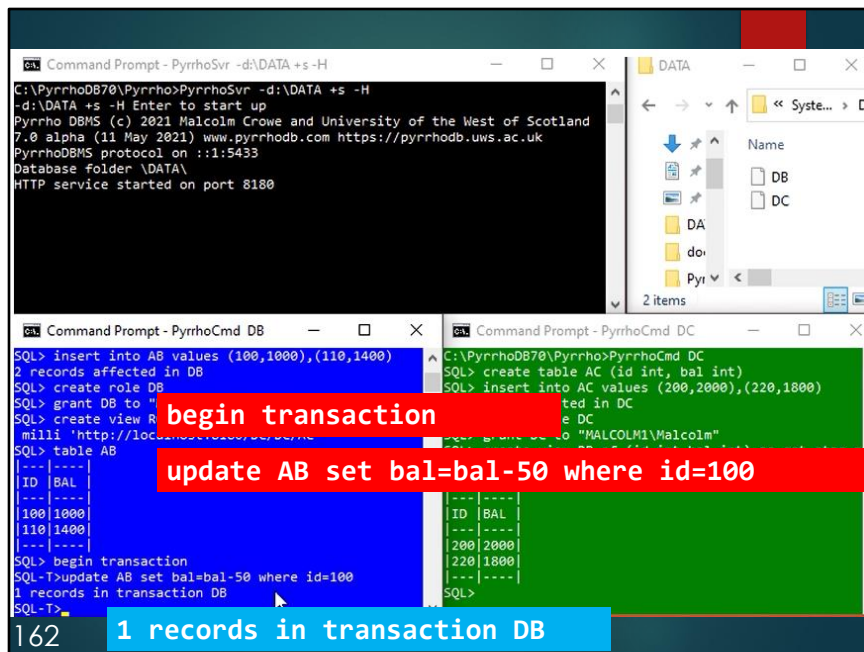 Command Prompt - PyrrhoSvr -d:\DATA +s -H
C:\PyrrhoDB70\Pyrrho>PyrrhoSvr -d:\DATA +s -H
-d:\DATA +s -H Enter to start up
Pyrrho DBMS (c) 2021 Malcolm Crowe and University of the West of Scotland
7.0 alpha (11 May 2021) www.pyrrhodb.com https://pyrrhodb.uws.ac.uk
PyrrhoDBMS protocol on ::1:5433
Database folder \DATA\
HTTP service started on port 8180
DATA
« Syste... ›
Name
DB
DC
DA
do
Pyr
2 items
Command Prompt - PyrrhoCmd DB
SQL> insert into AB values (100,1000),(110,1400)
2 records affected in DB
SQL> create role DB
SQL> grant DB to "
SQL> create view R
milli 'http://loc
SQL> table AB
|---|----|
|ID |BAL |
|---|----|
|100|1000|
|110|1400|
|---|----|
SQL> begin transaction
SQL-T>update AB set bal=bal-50 where id=100
1 records in transaction DB
SQL-T>_
Command Prompt - PyrrhoCmd DC
C:\PyrrhoDB70\Pyrrho>PyrrhoCmd DC
SQL> create table AC (id int, bal int)
SQL> insert into AC values (200,2000),(220,1800)
ted in DC
e DC
to "MALCOLM1\Malcolm"
|---|----|
|ID |BAL |
|---|----|
|200|2000|
|220|1800|
|---|----|
SQL>
begin transaction
update AB set bal=bal-50 where id=100
1 records in transaction DB
162